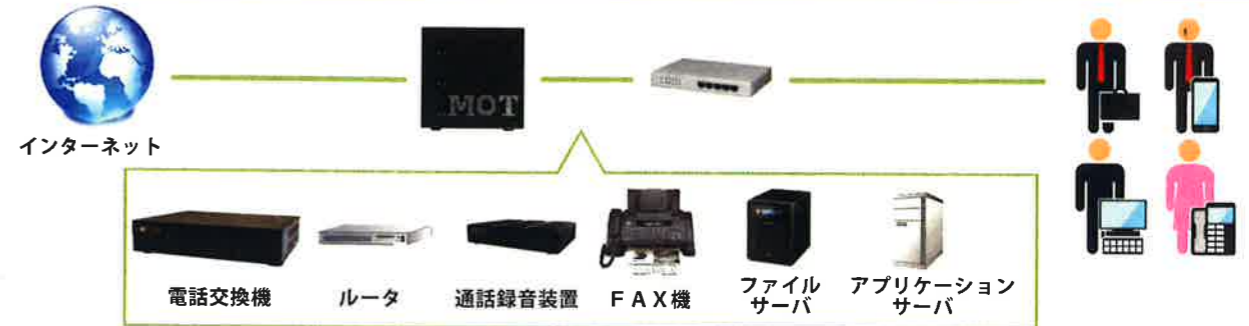 MOT
インターネット
電話交換機
ルータ
通話録音装置
FAX機
ファイル
サーバ
アプリケーション
サーバ